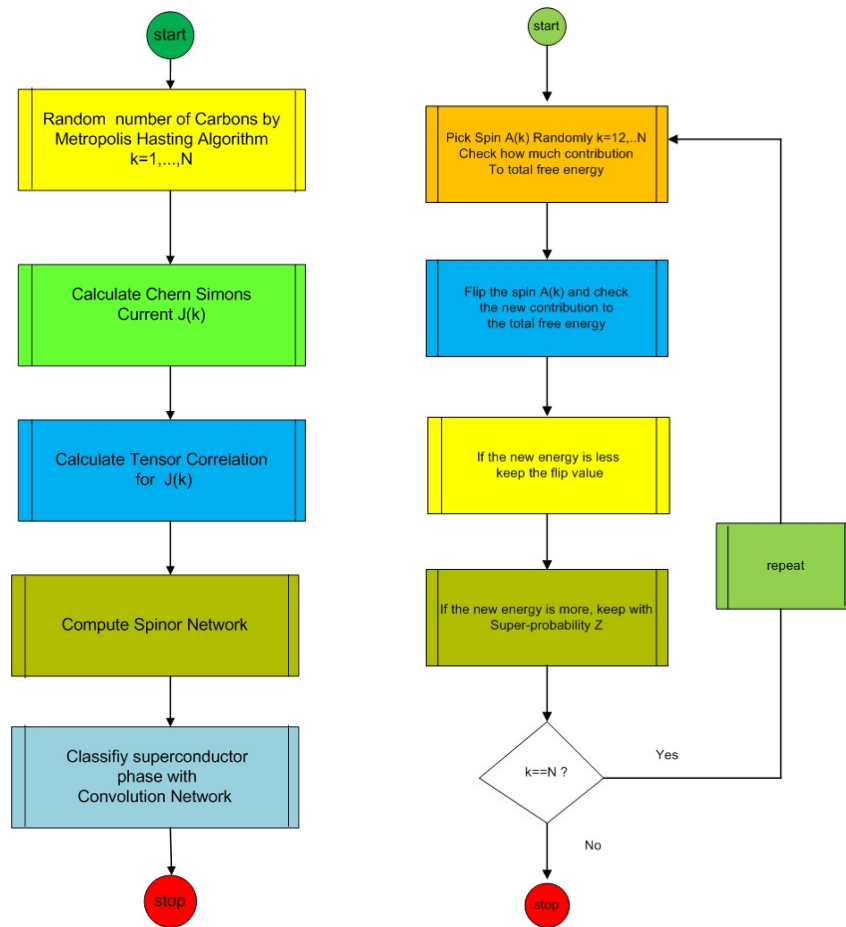 start
Random number of Carbons by
Metropolis Hasting Algorithm
k=1,...,N
Calculate Chern Simons
Current J(k)
Calculate Tensor Correlation
for J(k)
Compute Spinor Network
Classifiy superconductor
phase with
Convolution Network
stop
start
Pick Spin A(k) Randomly k=12,..N
Check how much contribution
To total free energy
Flip the spin A(k) and check
the new contribution to
the total free energy
If the new energy is less
keep the flip value
If the new energy is more, keep with
Super-probability Z
k==N ?
Yes
repeat
No
stop